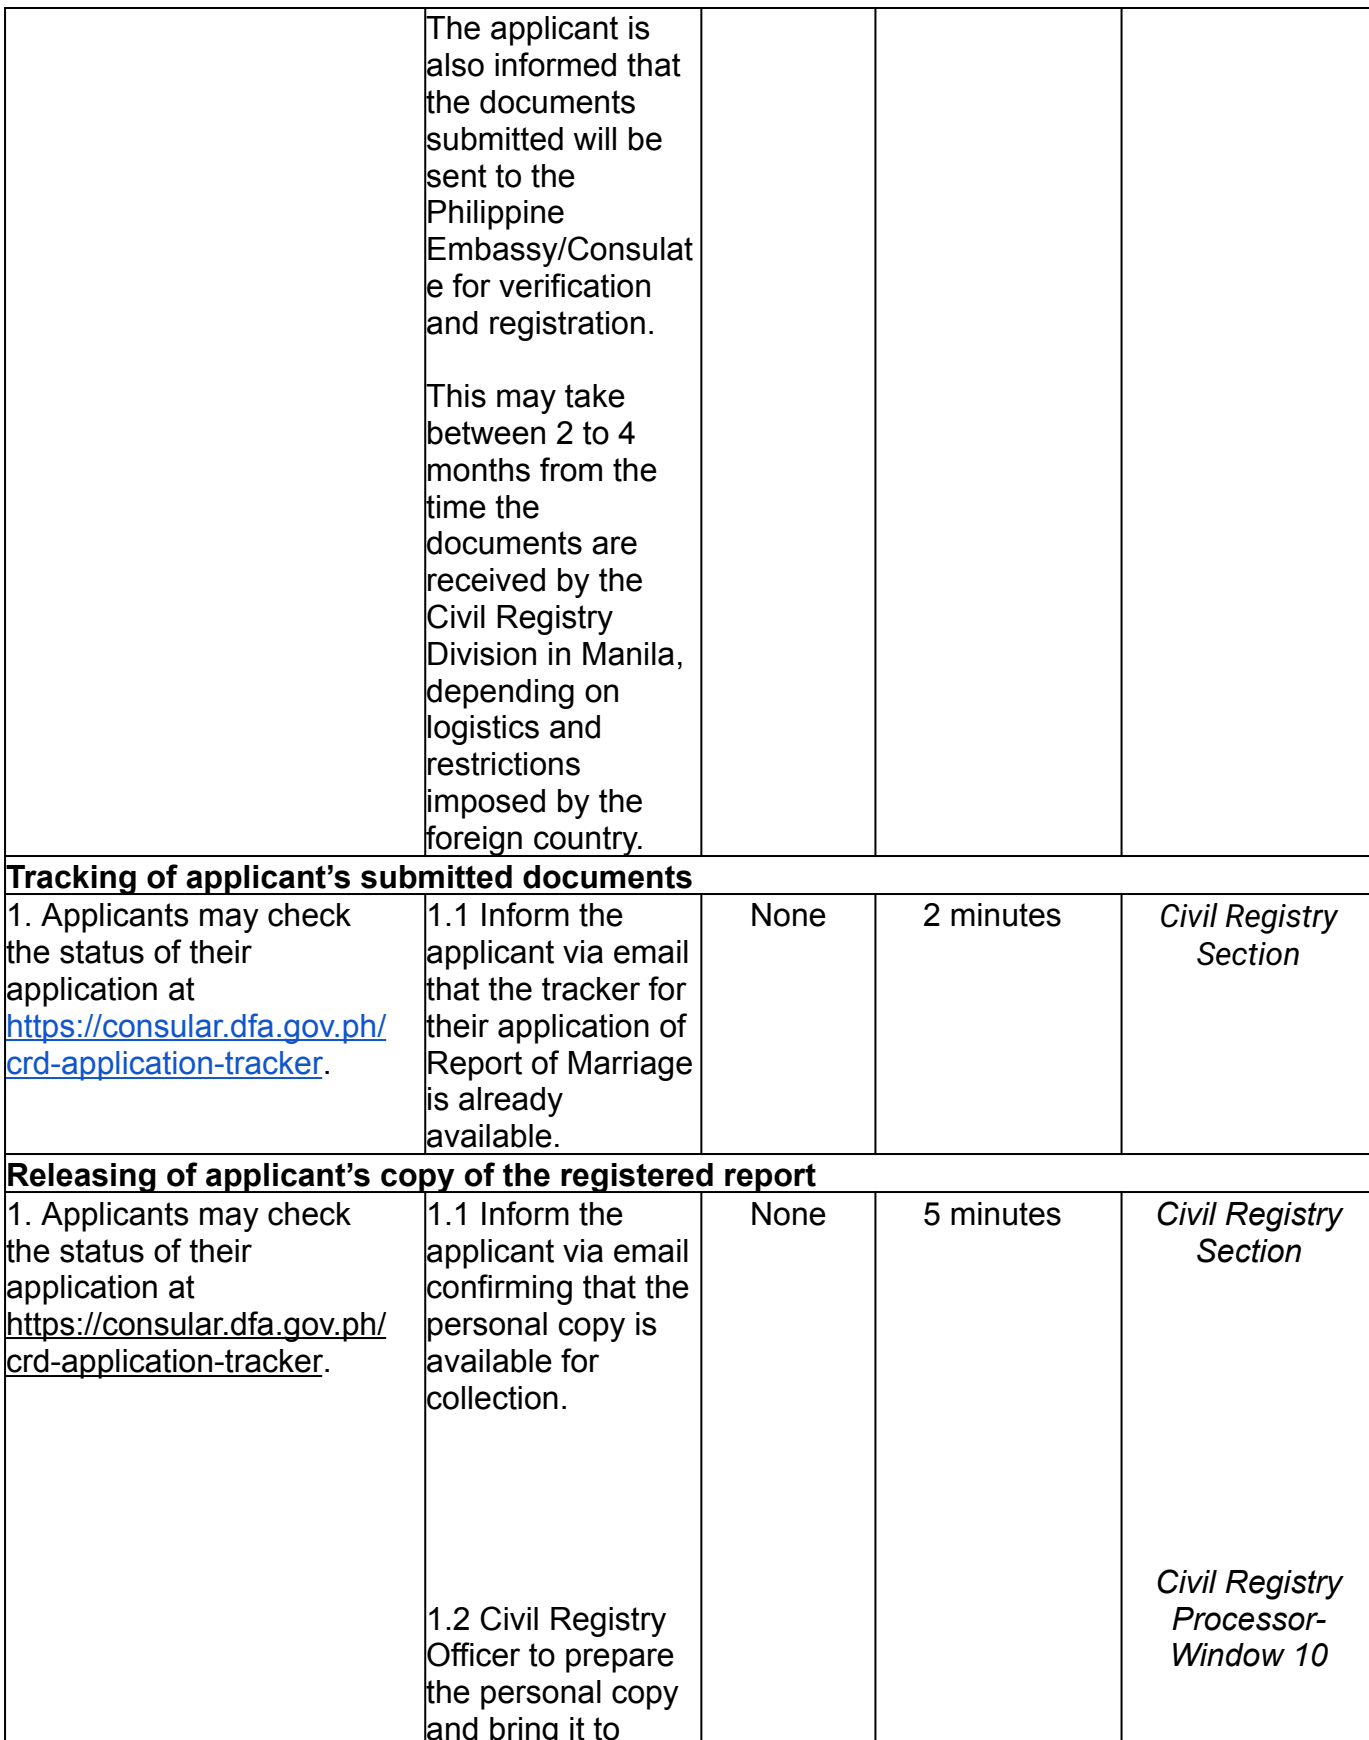 The applicant is
also informed that
the documents
submitted will be
sent to the
Philippine
Embassy/Consulat
e for verification
and registration.
This may take
between 2 to 4
months from the
time the
documents are
received by the
Civil Registry
Division in Manila,
depending on
logistics and
restrictions
imposed by the
foreign country.
Tracking of applicant’s submitted documents
1. Applicants may check
the status of their
application at
https://consular.dfa.gov.ph/
crd-application-tracker.
1.1 Inform the
applicant via email
that the tracker for
their application of
Report of Marriage
is already
available.
None
2 minutes
Civil Registry
Section
Releasing of applicant’s copy of the registered report
1. Applicants may check
the status of their
application at
https://consular.dfa.gov.ph/
crd-application-tracker.
1.1 Inform the
applicant via email
confirming that the
personal copy is
available for
collection.
1.2 Civil Registry
Officer to prepare
the personal copy
and bring it to
None
5 minutes
Civil Registry
Section
Civil Registry
Processor-
Window 10